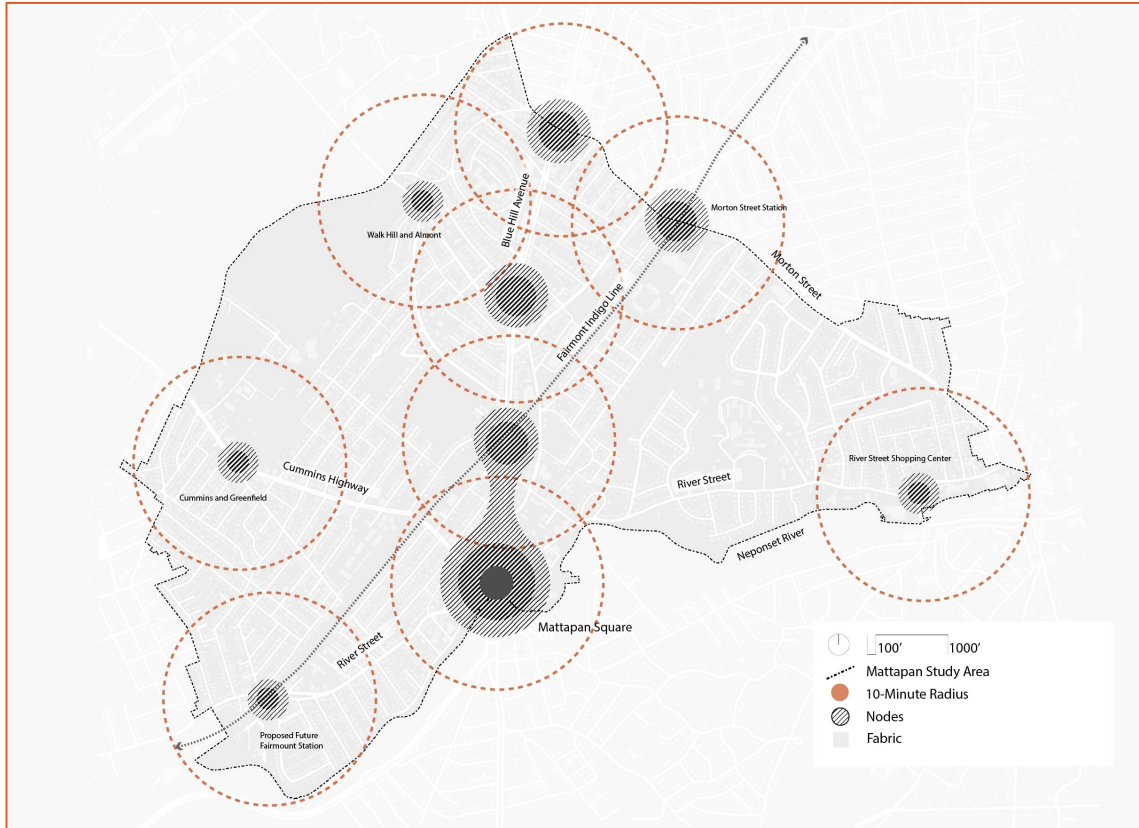 Blue Hill Avenue
Morton Street Station
Walk Hill and Almont
Morton Street
Fairmont Indigo Line
River Street Shopping Center
Cummins Highway
River Street
Cummins and Greenfield
Neponset River
Mattapan Square
River Street
Proposed Future
Fairmount Station
100' 1000'
Mattapan Study Area
10-Minute Radius
Nodes
Fabric